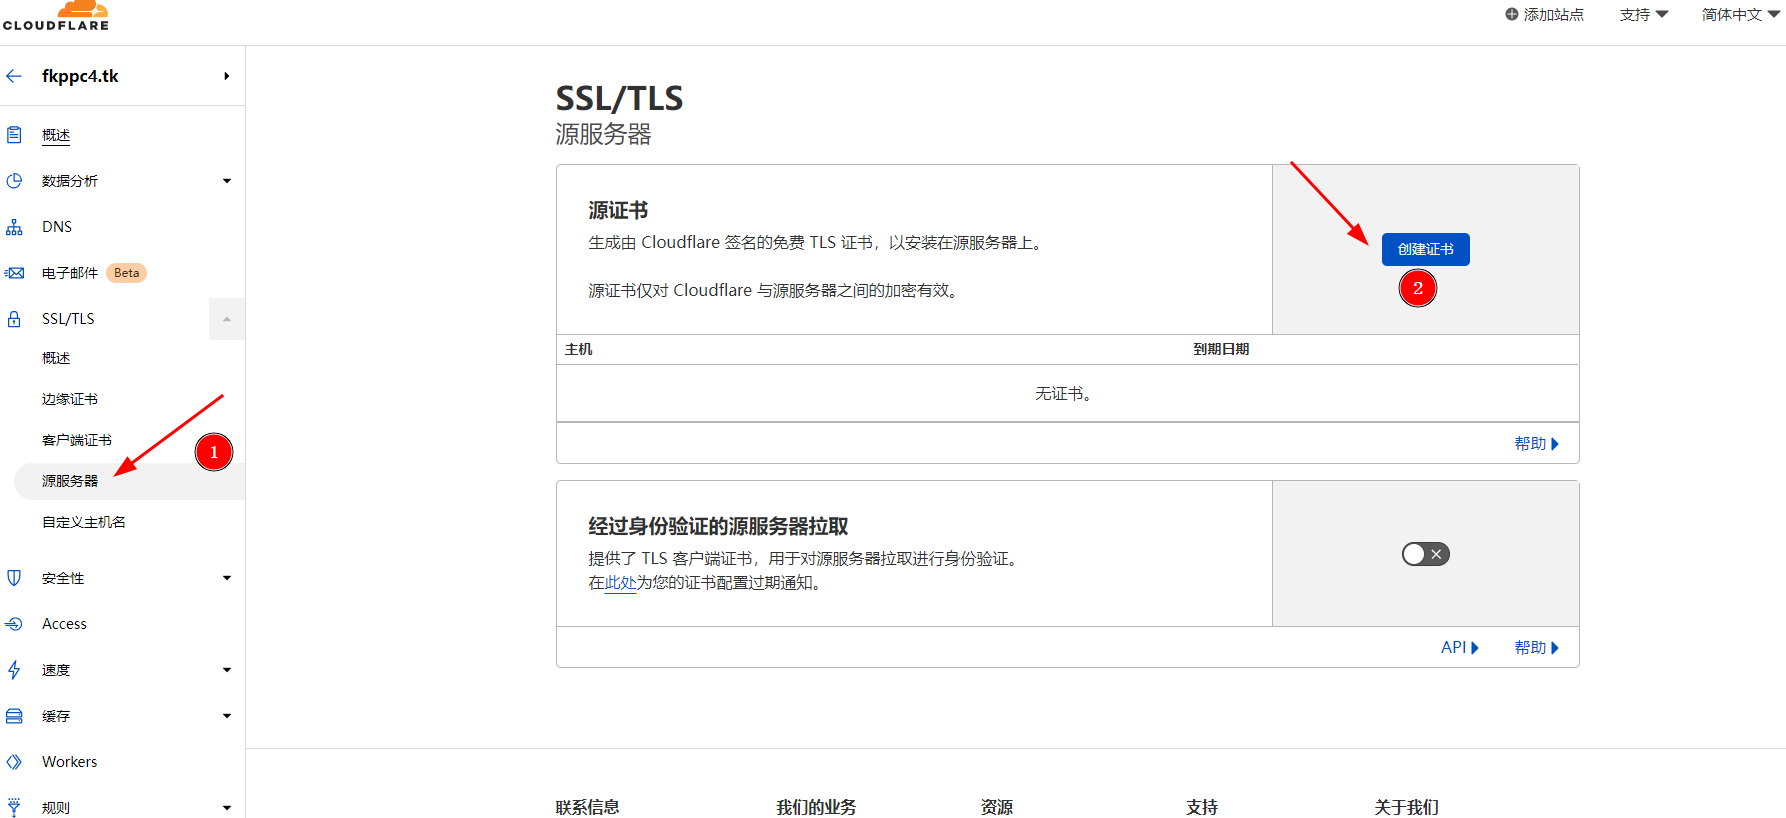 CLOUDFLARE
添加站点
支持
简体中文
fkppc4.tk
概述
数据分析
DNS
电子邮件 Beta
SSL/TLS
概述
边缘证书
客户端证书
1
源服务器
自定义主机名
安全性
Access
速度
缓存
Workers
规则
SSL/TLS
源服务器
源证书
生成由 Cloudflare 签名的免费 TLS 证书，以安装在源服务器上。
源证书仅对 Cloudflare 与源服务器之间的加密有效。
创建证书
2
主机 到期日期
无证书。
帮助
经过身份验证的源服务器拉取
提供了 TLS 客户端证书，用于对源服务器拉取进行身份验证。
在此处为您的证书配置过期通知。
API 帮助
联系信息 我们的业务 资源 支持 关于我们